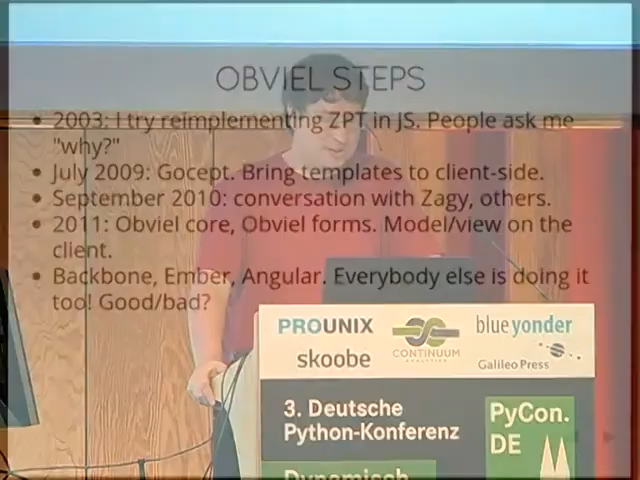 OBVIEL STEPS
• 2003: I try reimplementing ZPT in JS. People ask me
"why?"
• July 2009: Gocept. Bring templates to client-side.
• September 2010: conversation with Zagy, others.
• 2011: Obviel core, Obviel forms. Model/view on the
client.
• Backbone, Ember, Angular. Everybody else is doing it
too! Good/bad?
PROUNIX
CONTINUUM
ANALYTICS
blueyonder
skoobe
Galileo Press
3. Deutsche
Python-Konferenz
PyCon.
DE
Dynamisch